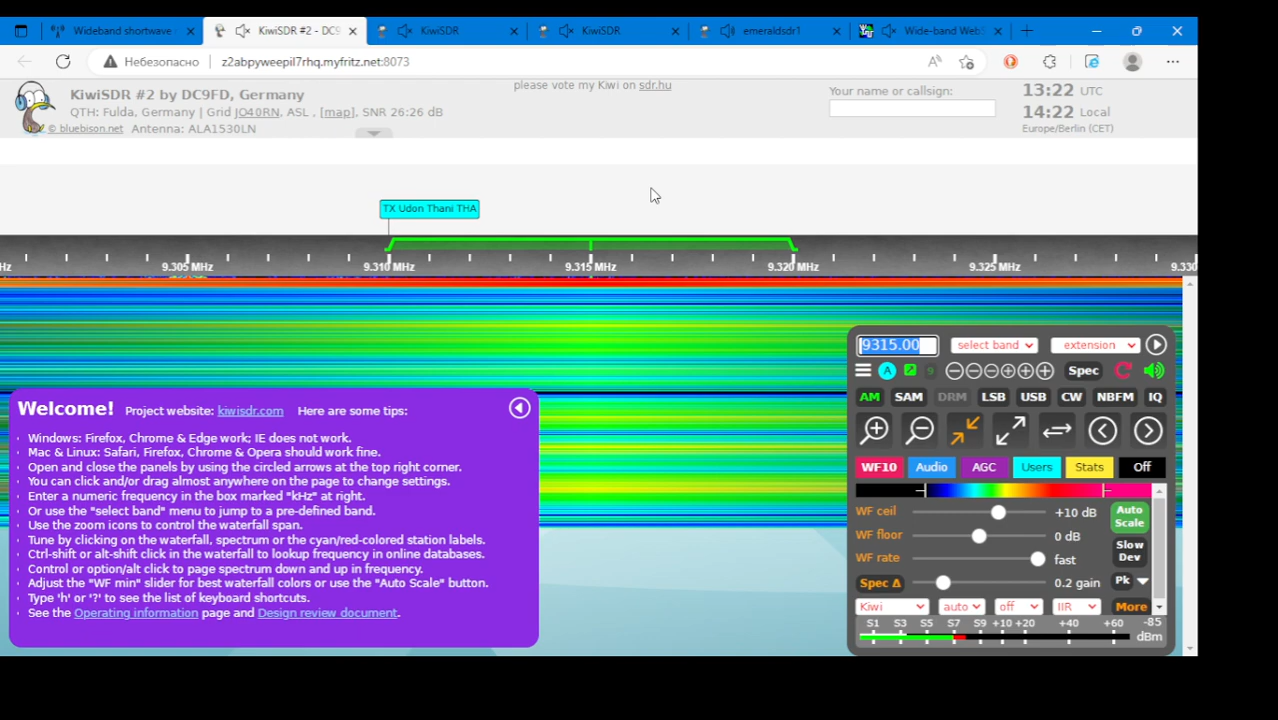 Wideband shortwave
KiwiSDR #2 - DC9
KiwiSDR
KiwiSDR
emeraldsdr1
Wide-band WebS
Небезопасно
z2abpyweepil7rhq.myfritz.net:8073
KiwiSDR #2 by DC9FD, Germany
QTH: Fulda, Germany | Grid JO40RN, ASL , [map], SNR 26:26 dB
© bluebison.net Antenna: ALA1530LN
please vote my Kiwi on sdr.hu
Your name or callsign:
13:22 UTC
14:22 Local
Europe/Berlin (CET)
TX Udon Thani THA
Hz 9.305 MHz 9.310 MHz 9.315 MHz 9.320 MHz 9.325 MHz 9.330
Welcome! Project website: kiwisdr.com Here are some tips:
· Windows: Firefox, Chrome & Edge work; IE does not work.
· Mac & Linux: Safari, Firefox, Chrome & Opera should work fine.
· Open and close the panels by using the circled arrows at the top right corner.
· You can click and/or drag almost anywhere on the page to change settings.
· Enter a numeric frequency in the box marked "kHz" at right.
· Or use the "select band" menu to jump to a pre-defined band.
· Use the zoom icons to control the waterfall span.
· Tune by clicking on the waterfall, spectrum or the cyan/red-colored station labels.
· Ctrl-shift or alt-shift click in the waterfall to lookup frequency in online databases.
· Control or option/alt click to page spectrum down and up in frequency.
· Adjust the "WF min" slider for best waterfall colors or use the "Auto Scale" button.
· Type 'h' or '?' to see the list of keyboard shortcuts.
· See the Operating information page and Design review document.
9315.00 select band extension
A 9 Spec
AM SAM DRM LSB USB CW NBFM IQ
WF10 Audio AGC Users Stats Off
WF ceil +10 dB
Auto Scale
WF floor 0 dB
WF rate fast
Slow Dev
Spec Δ 0.2 gain Pk
Kiwi auto off IIR More
S1 S3 S5 S7 S9 +10 +20 +40 +60 -85
dBm